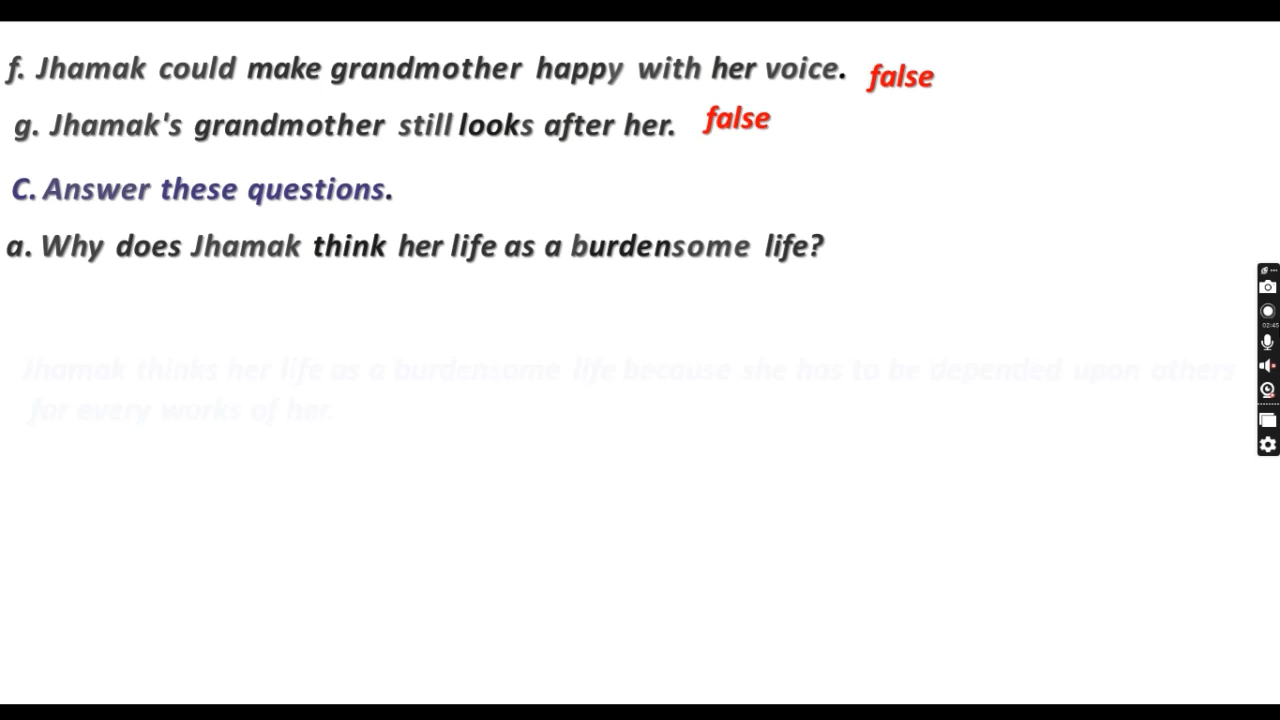 f. Jhamak could make grandmother happy with her voice. false
g. Jhamak's grandmother still looks after her. false
C. Answer these questions.
a. Why does Jhamak think her life as a burdensome life?
Jhamak thinks her life as a burdensome life because she has to be depended upon others
for every works of her.
02:45